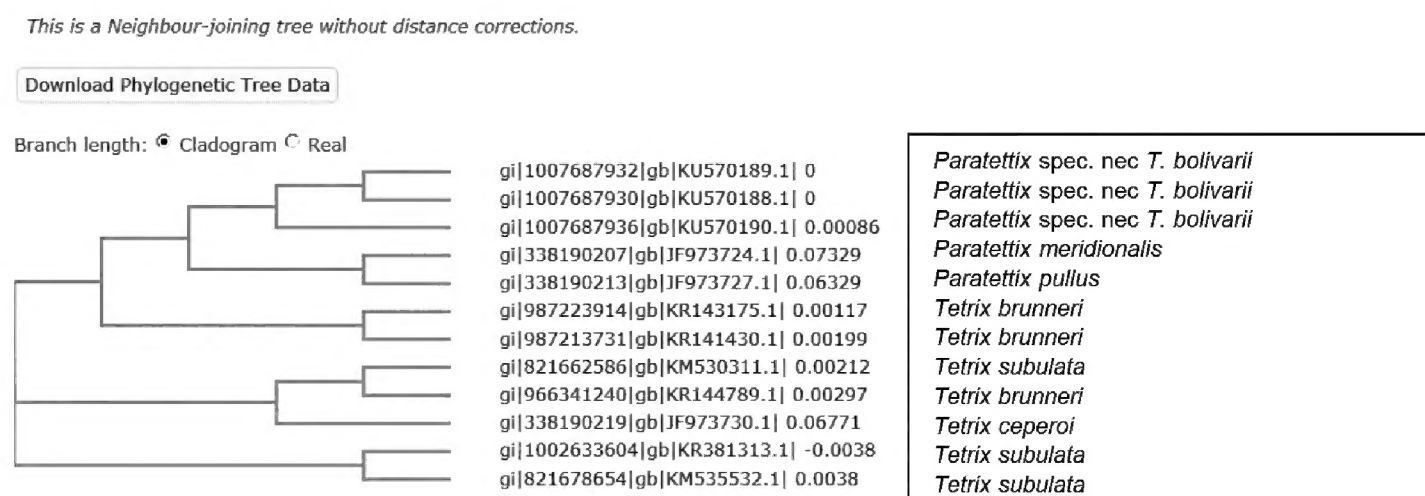 This is a Neighbour-joining tree without distance corrections.
Download Phylogenetic Tree Data
Branch length: Cladogram Real
gi|1007687932|gb|KU570189.1| 0 Paratettix spec. nec T. bolivarii
gi|1007687930|gb|KU570188.1| 0 Paratettix spec. nec T. bolivarii
gi|1007687936|gb|KU570190.1| 0.00086 Paratettix spec. nec T. bolivarii
gi|338190207|gb|JF973724.1| 0.07329 Paratettix meridionalis
gi|338190213|gb|JF973727.1| 0.06329 Paratettix pullus
gi|987223914|gb|KR143175.1| 0.00117 Tetrix brunneri
gi|987213731|gb|KR141430.1| 0.00199 Tetrix brunneri
gi|821662586|gb|KM530311.1| 0.00212 Tetrix subulata
gi|966341240|gb|KR144789.1| 0.00297 Tetrix brunneri
gi|338190219|gb|JF973730.1| 0.06771 Tetrix ceperoi
gi|1002633604|gb|KR381313.1| -0.0038 Tetrix subulata
gi|821678654|gb|KM535532.1| 0.0038 Tetrix subulata